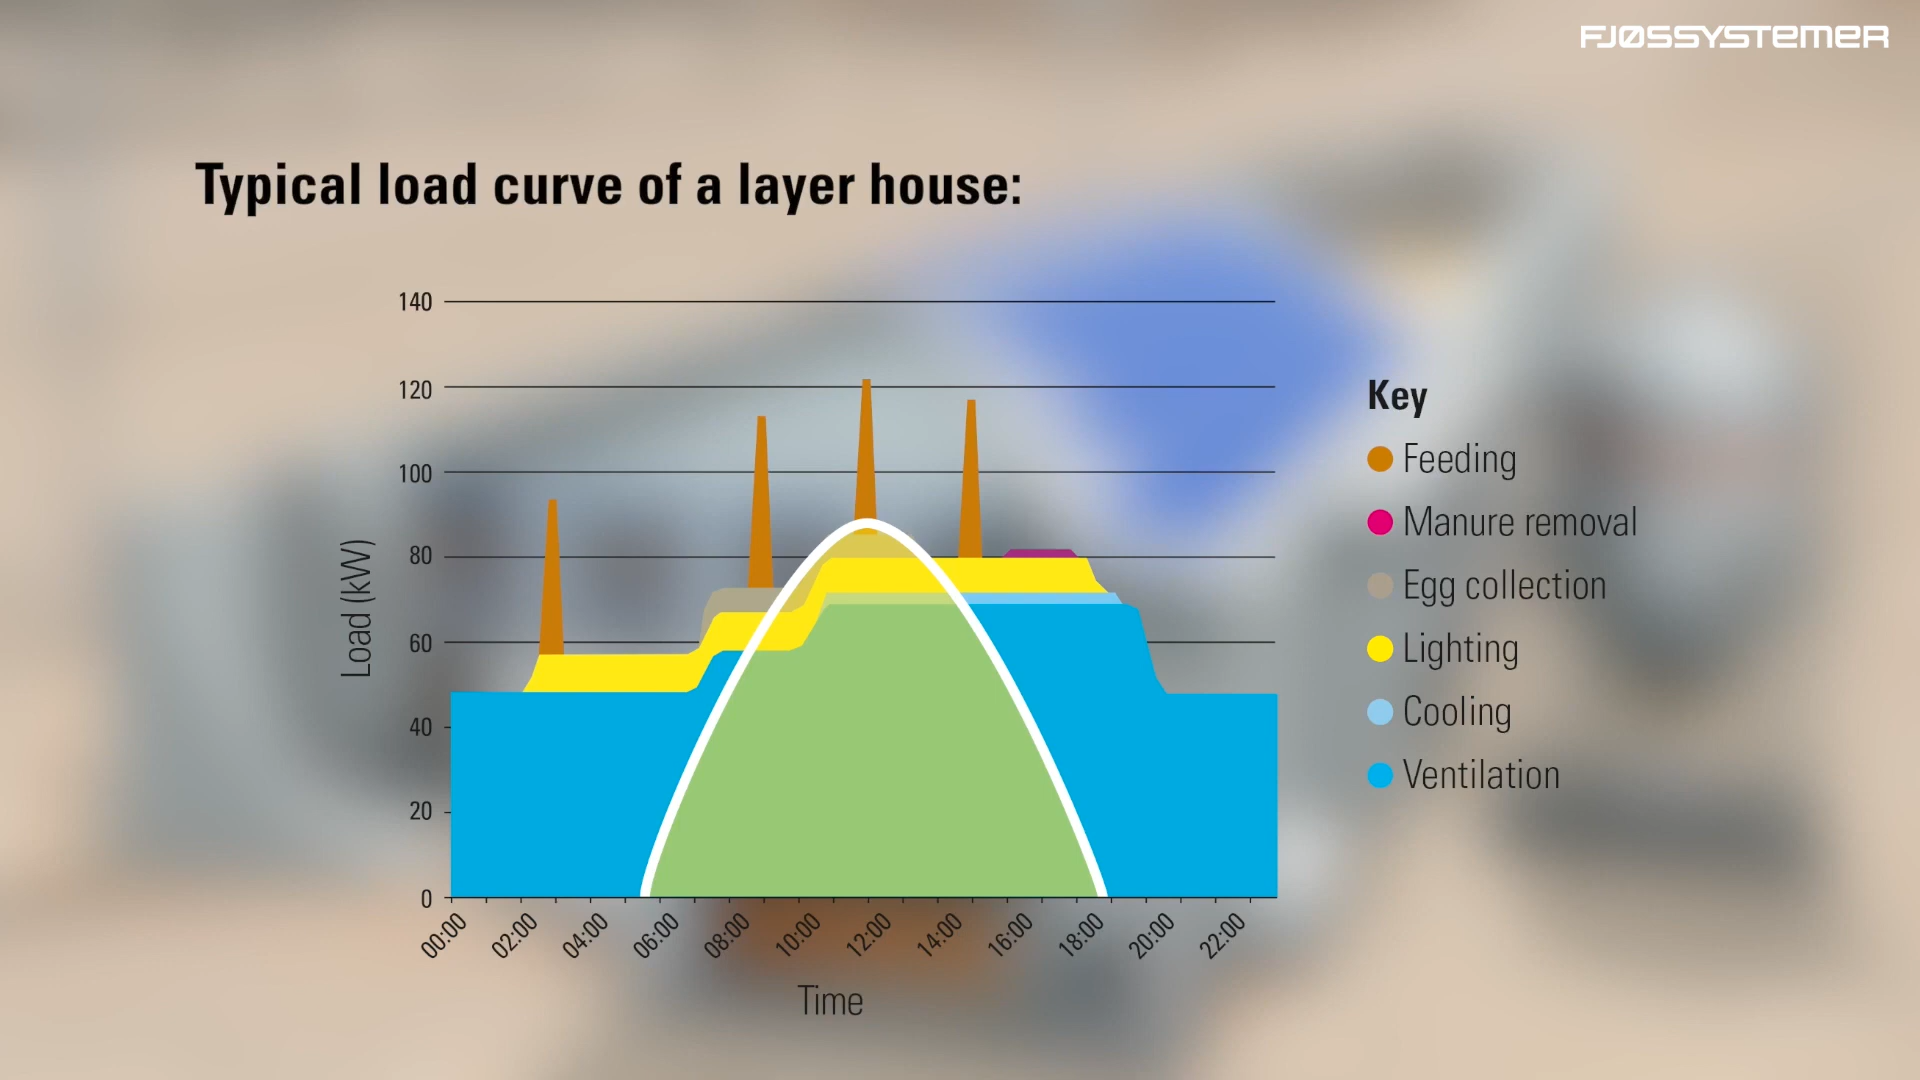 FJØSSYSTEMER
Typical load curve of a layer house:
140
120
100
80
60
40
20
0
Load (kW)
00:00
02:00
04:00
06:00
08:00
10:00
12:00
14:00
16:00
18:00
20:00
22:00
Time
Key
Feeding
Manure removal
Egg collection
Lighting
Cooling
Ventilation